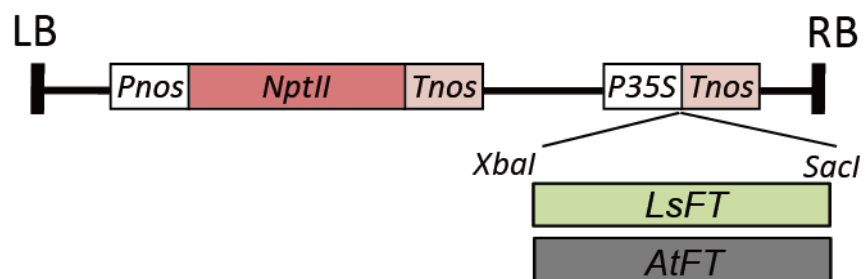 LB RB
Pnos NptII Tnos P35S Tnos
XbaI SacI
LsFT
AtFT